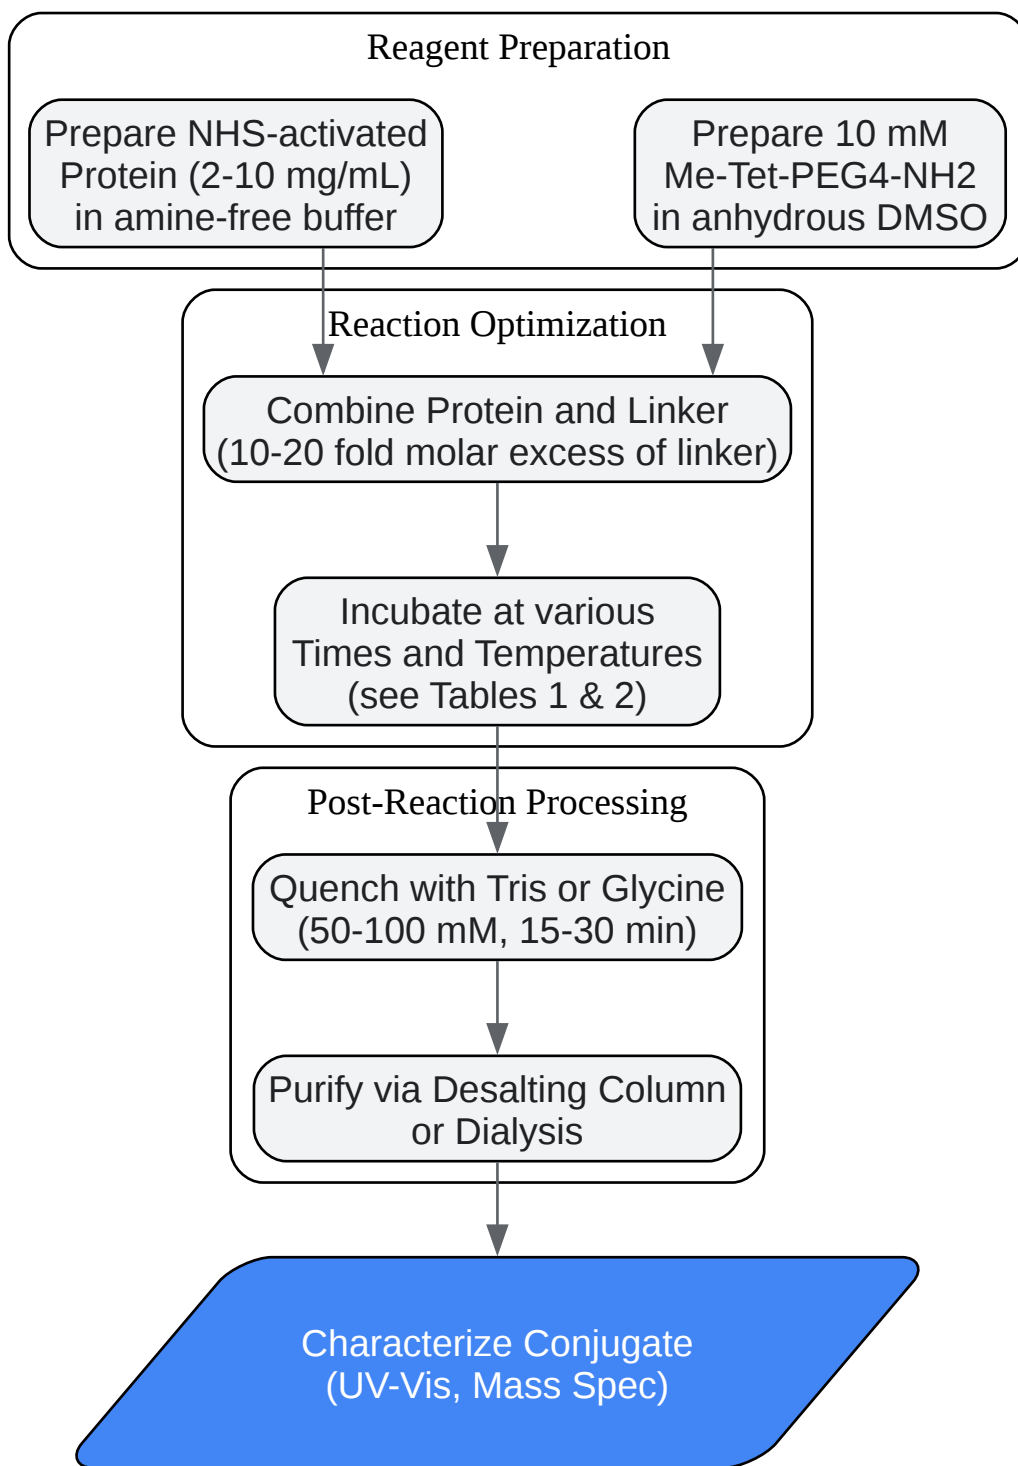 Reagent Preparation
Prepare NHS-activated
Protein (2-10 mg/mL)
in amine-free buffer
Prepare 10 mM
Me-Tet-PEG4-NH2
in anhydrous DMSO
Reaction Optimization
Combine Protein and Linker
(10-20 fold molar excess of linker)
Incubate at various
Times and Temperatures
(see Tables 1 & 2)
Post-Reaction Processing
Quench with Tris or Glycine
(50-100 mM, 15-30 min)
Purify via Desalting Column
or Dialysis
Characterize Conjugate
(UV-Vis, Mass Spec)